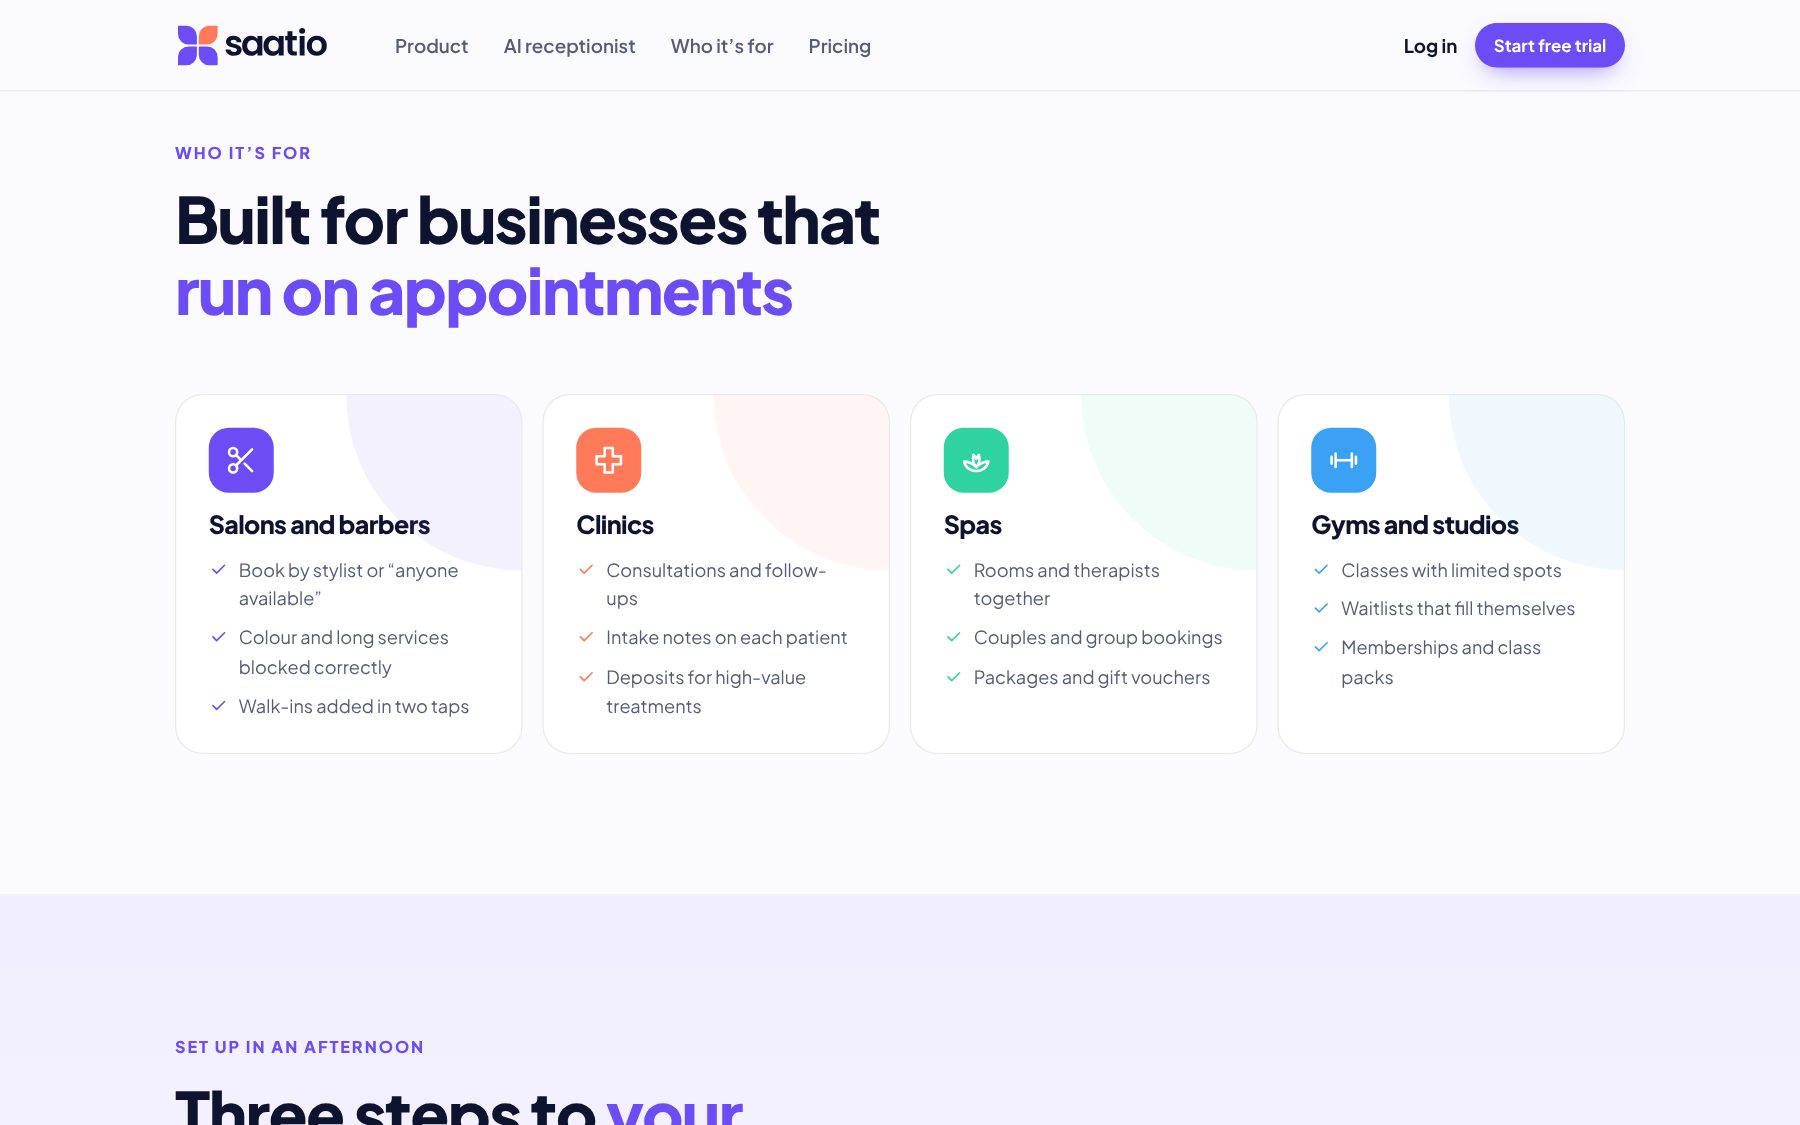 saatio
Product
AI receptionist
Who it’s for
Pricing
Log in
Start free trial
WHO IT’S FOR
Built for businesses that
run on appointments
Salons and barbers
Book by stylist or “anyone
available”
Colour and long services
blocked correctly
Walk-ins added in two taps
Clinics
Consultations and follow-
ups
Intake notes on each patient
Deposits for high-value
treatments
Spas
Rooms and therapists
together
Couples and group bookings
Packages and gift vouchers
Gyms and studios
Classes with limited spots
Waitlists that fill themselves
Memberships and class
packs
SET UP IN AN AFTERNOON
Three steps to your